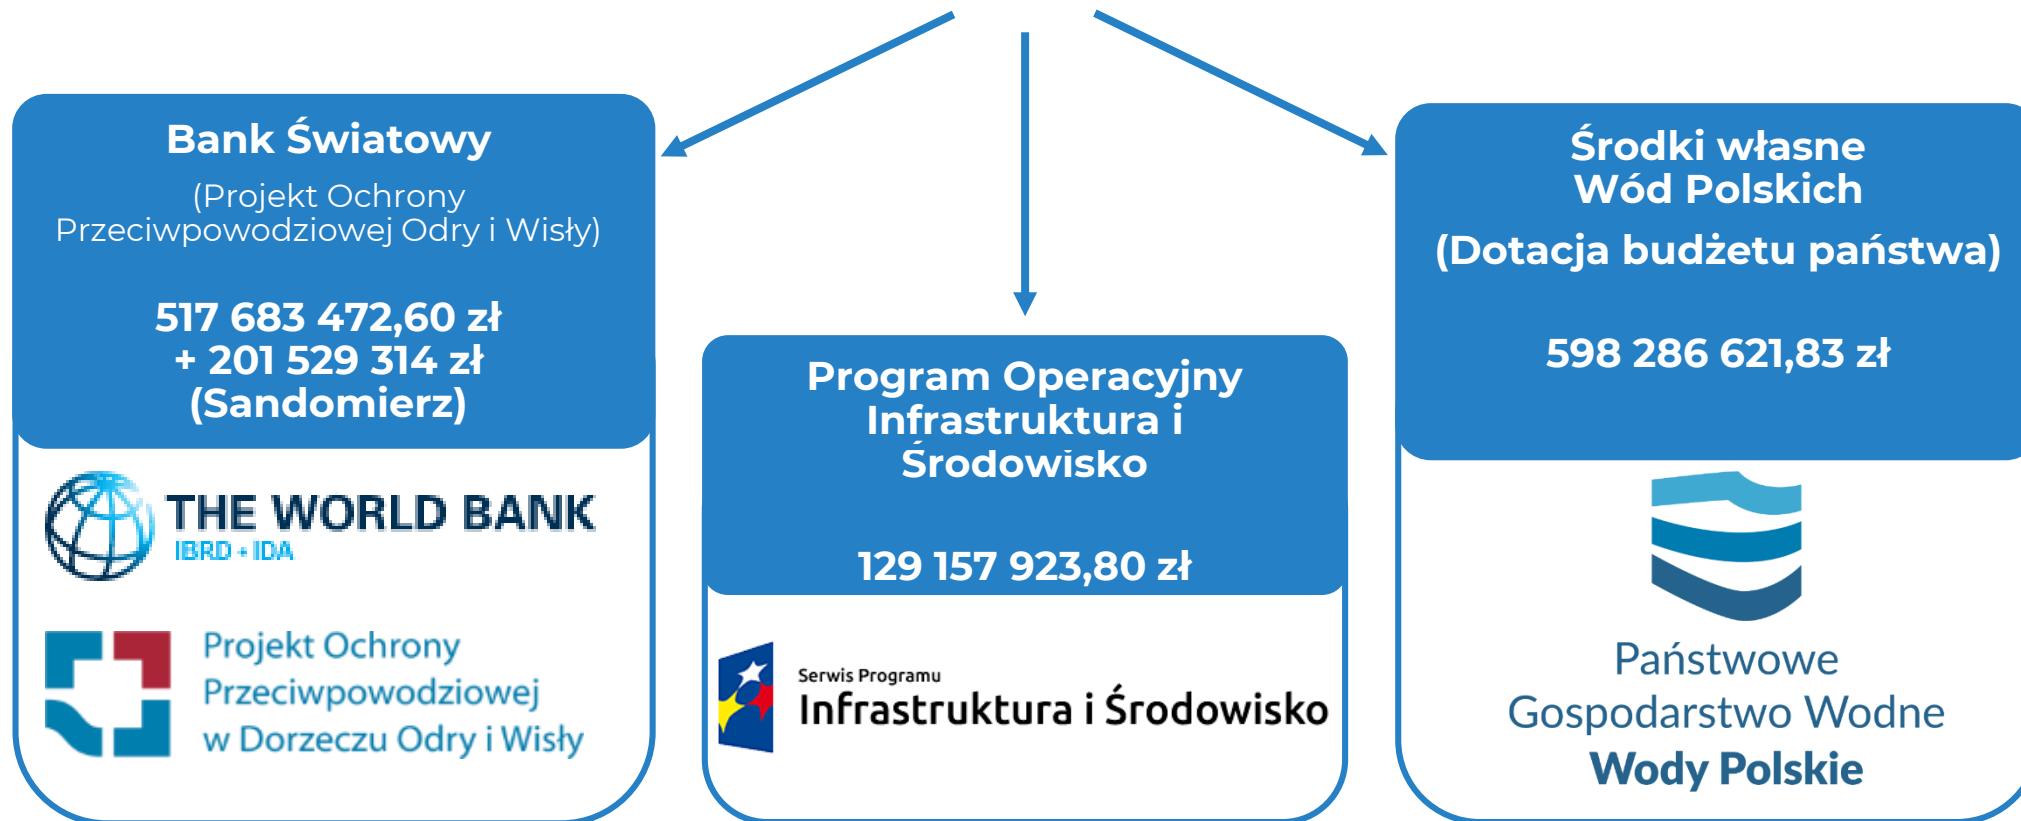 Bank Światowy
(Projekt Ochrony
Przeciwpowodziowej Odry i Wisły)
517 683 472,60 zł
+ 201 529 314 zł
(Sandomierz)
THE WORLD BANK
IBRD + IDA
Projekt Ochrony
Przeciwpowodziowej
w Dorzeczu Odry i Wisły
Program Operacyjny
Infrastruktura i
Środowisko
129 157 923,80 zł
Serwis Programu
Infrastruktura i Środowisko
Środki własne
Wód Polskich
(Dotacja budżetu państwa)
598 286 621,83 zł
Państwowe
Gospodarstwo Wodne
Wody Polskie